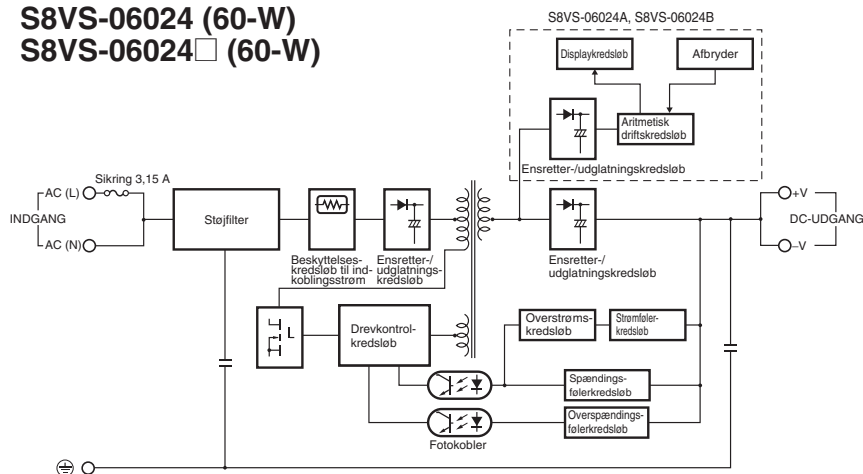 S8VS-06024 (60-W)
S8VS-06024□ (60-W)
S8VS-06024A, S8VS-06024B
Displaykredsløb
Afbryder
Aritmetisk
driftskredsløb
Ensretter-/udglatningskredsløb
Sikring 3,15 A
AC (L)
INDGANG
AC (N)
Støjfilter
Beskyttelses-
kredsløb til ind-
koblingsstrøm
Ensretter-/
udglatnings-
kredsløb
Ensretter-/
udglatningskredsløb
+V
DC-UDGANG
–V
L
Drevkontrol-
kredsløb
Overstrøms-
kredsløb
Strømføler-
kredsløb
Spændings-
følerkredsløb
Overspændings-
følerkredsløb
Fotokobler